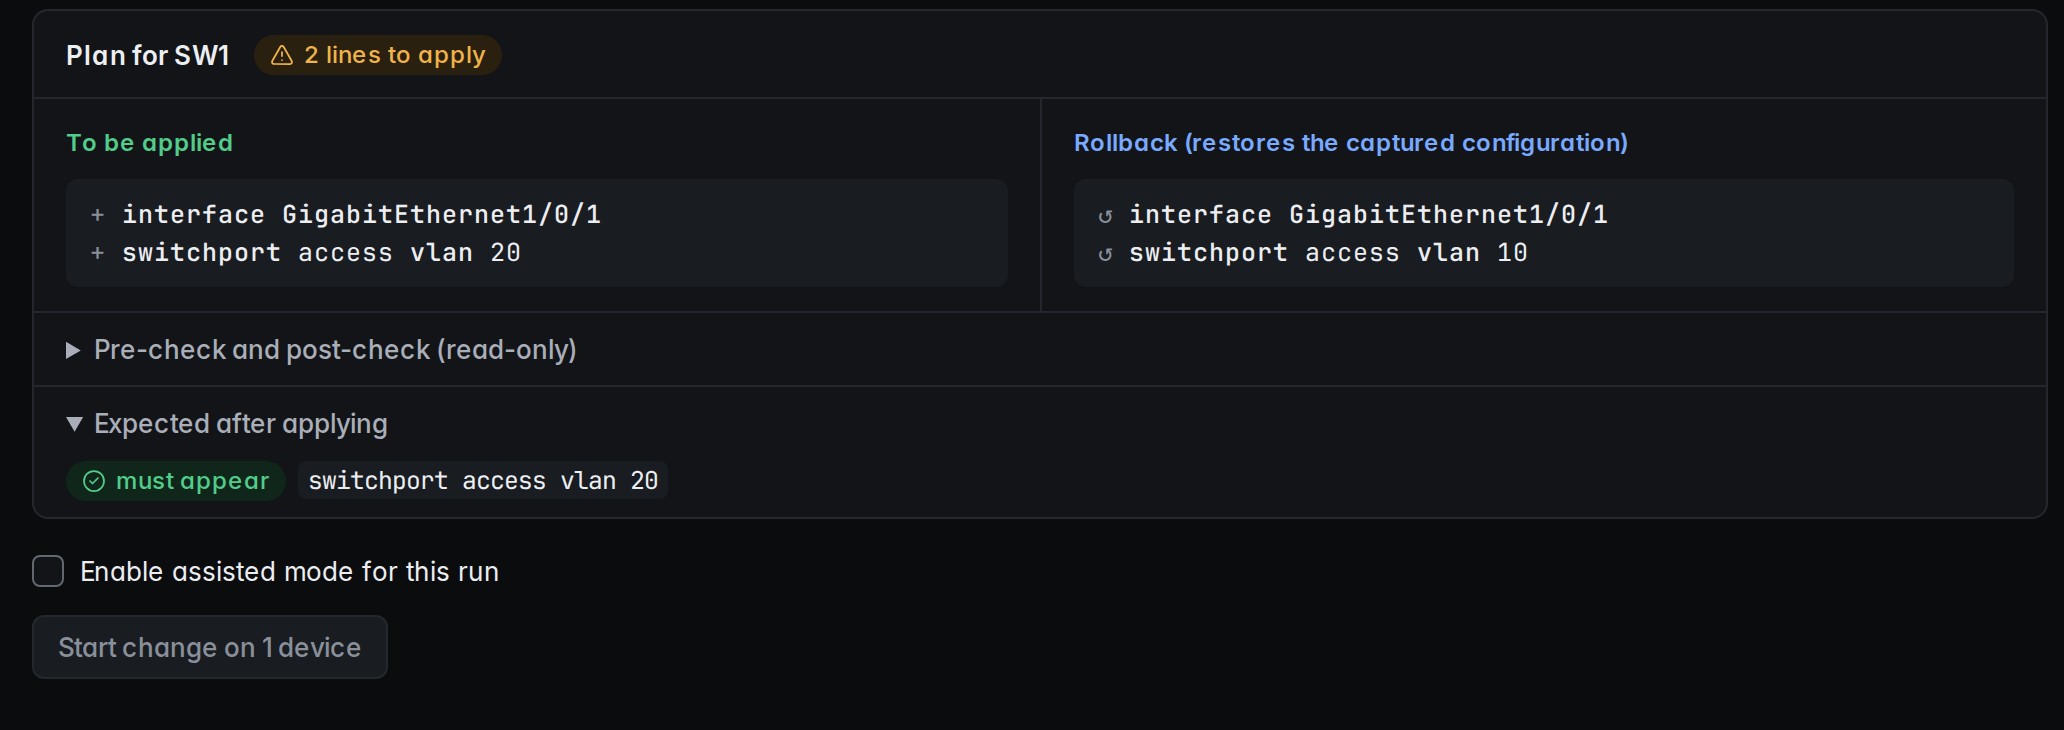 Plan for SW1
2 lines to apply
To be applied
+ interface GigabitEthernet1/0/1
+ switchport access vlan 20
Rollback (restores the captured configuration)
↺ interface GigabitEthernet1/0/1
↺ switchport access vlan 10
▶ Pre-check and post-check (read-only)
▼ Expected after applying
must appear
switchport access vlan 20
Enable assisted mode for this run
Start change on 1 device